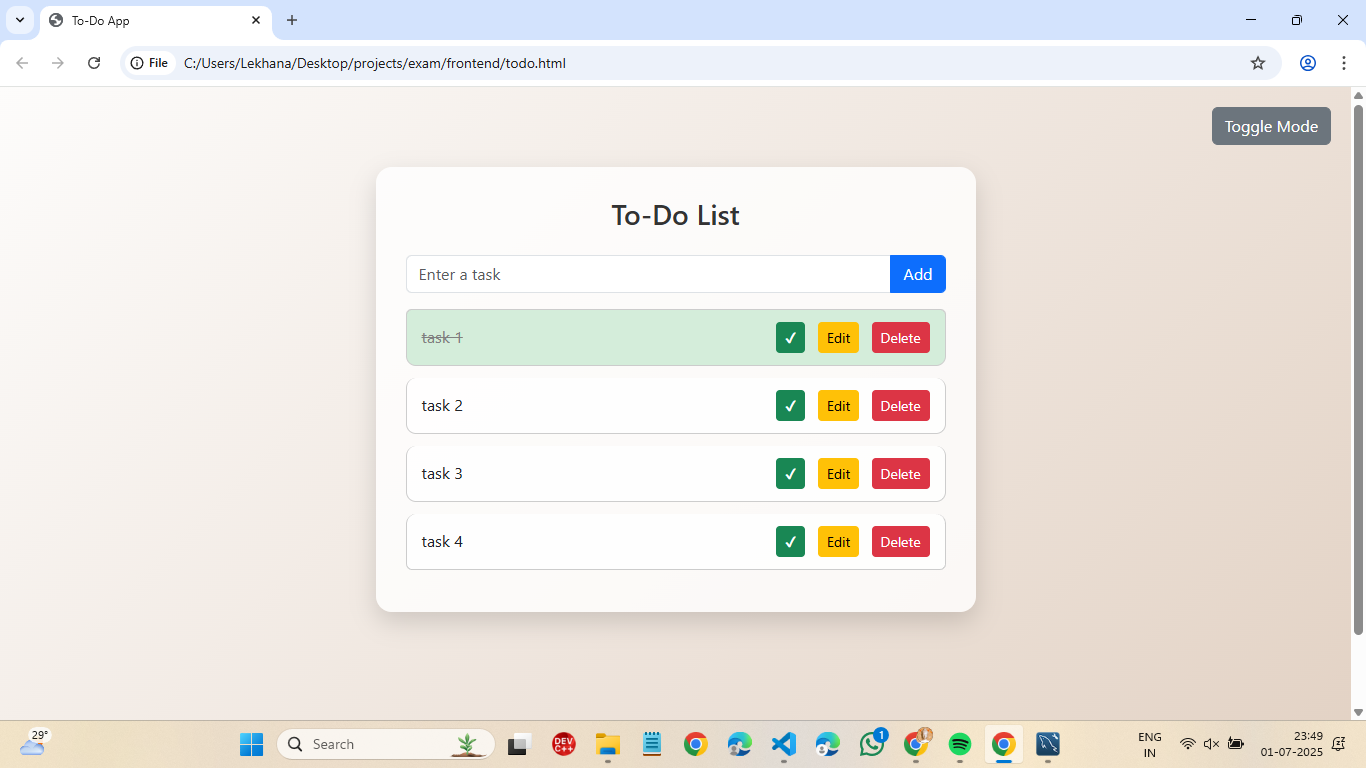 To-Do App
File C:/Users/Lekhana/Desktop/projects/exam/frontend/todo.html
Toggle Mode
To-Do List
Enter a task Add
task 1 ✓ Edit Delete
task 2 ✓ Edit Delete
task 3 ✓ Edit Delete
task 4 ✓ Edit Delete
29° Search DEV C++ 1 ENG IN 23:49 01-07-2025